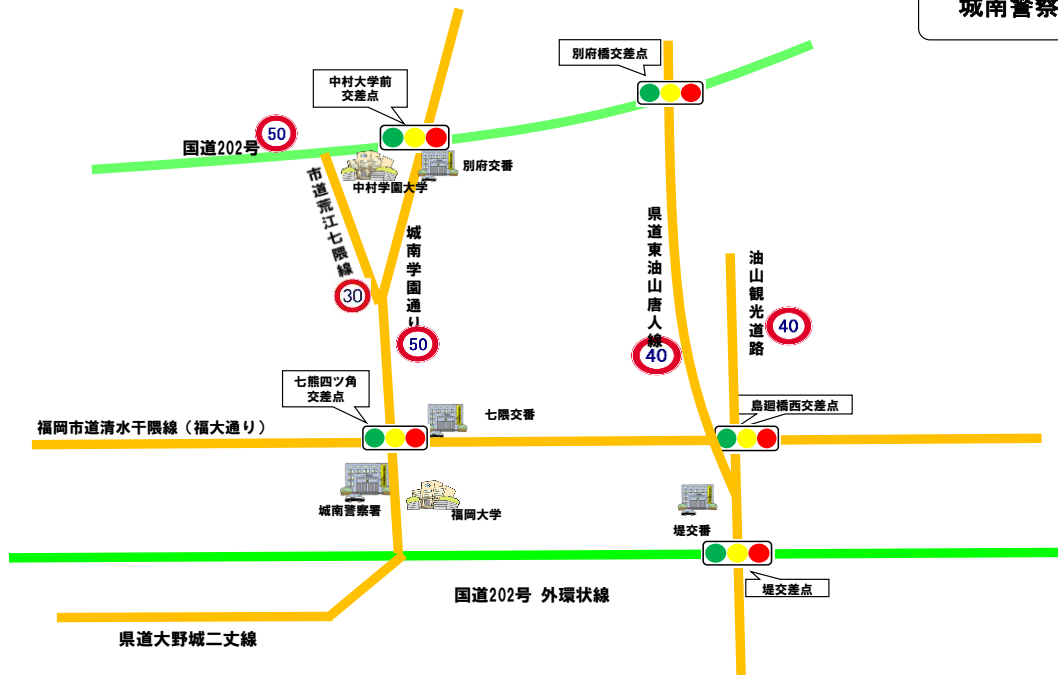 城南警察
別府橋交差点
中村大学前
交差点
50
国道202号
別府交番
中村学園大学
市道荒江七隈線
城南学園通り
県道東油山唐人線
油山観光道路
30
50
40
40
七熊四ツ角
交差点
島廻橋西交差点
七隈交番
福岡市道清水干隈線（福大通り）
城南警察署
福岡大学
堤交番
堤交差点
国道202号 外環状線
県道大野城二丈線